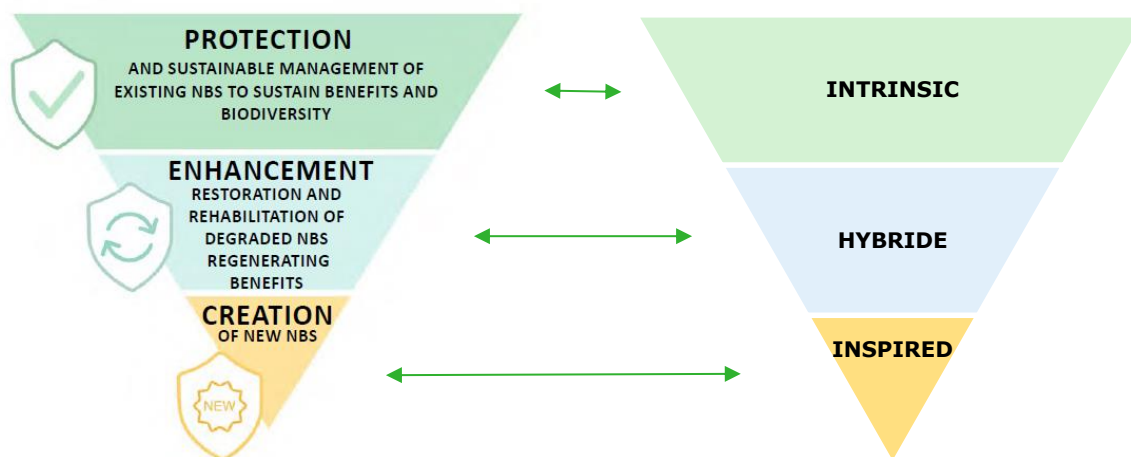 PROTECTION
AND SUSTAINABLE MANAGEMENT OF
EXISTING NBS TO SUSTAIN BENEFITS AND
BIODIVERSITY
ENHANCEMENT
RESTORATION AND
REHABILITATION OF
DEGRADED NBS
REGENERATING
BENEFITS
CREATION
OF NEW NBS
NEW
INTRINSIC
HYBRIDE
INSPIRED